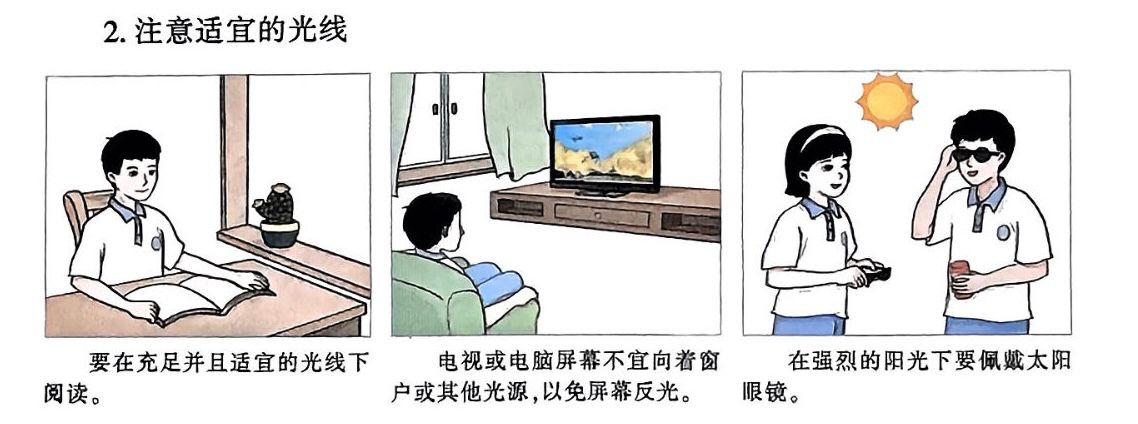 2. 注意适宜的光线
要在充足并且适宜的光线下
阅读。
电视或电脑屏幕不宜向着窗
户或其他光源,以免屏幕反光。
在强烈的阳光下要佩戴太阳
眼镜。